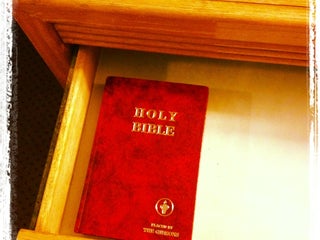 HOLY
BIBLE
PLACED BY
THE GIDEONS